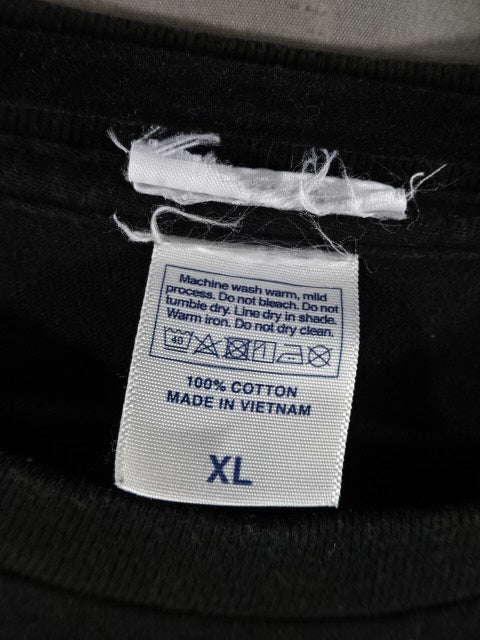 Machine wash warm, mild
process. Do not bleach. Do not
tumble dry. Line dry in shade.
Warm iron. Do not dry clean.
40
100% COTTON
MADE IN VIETNAM
XL